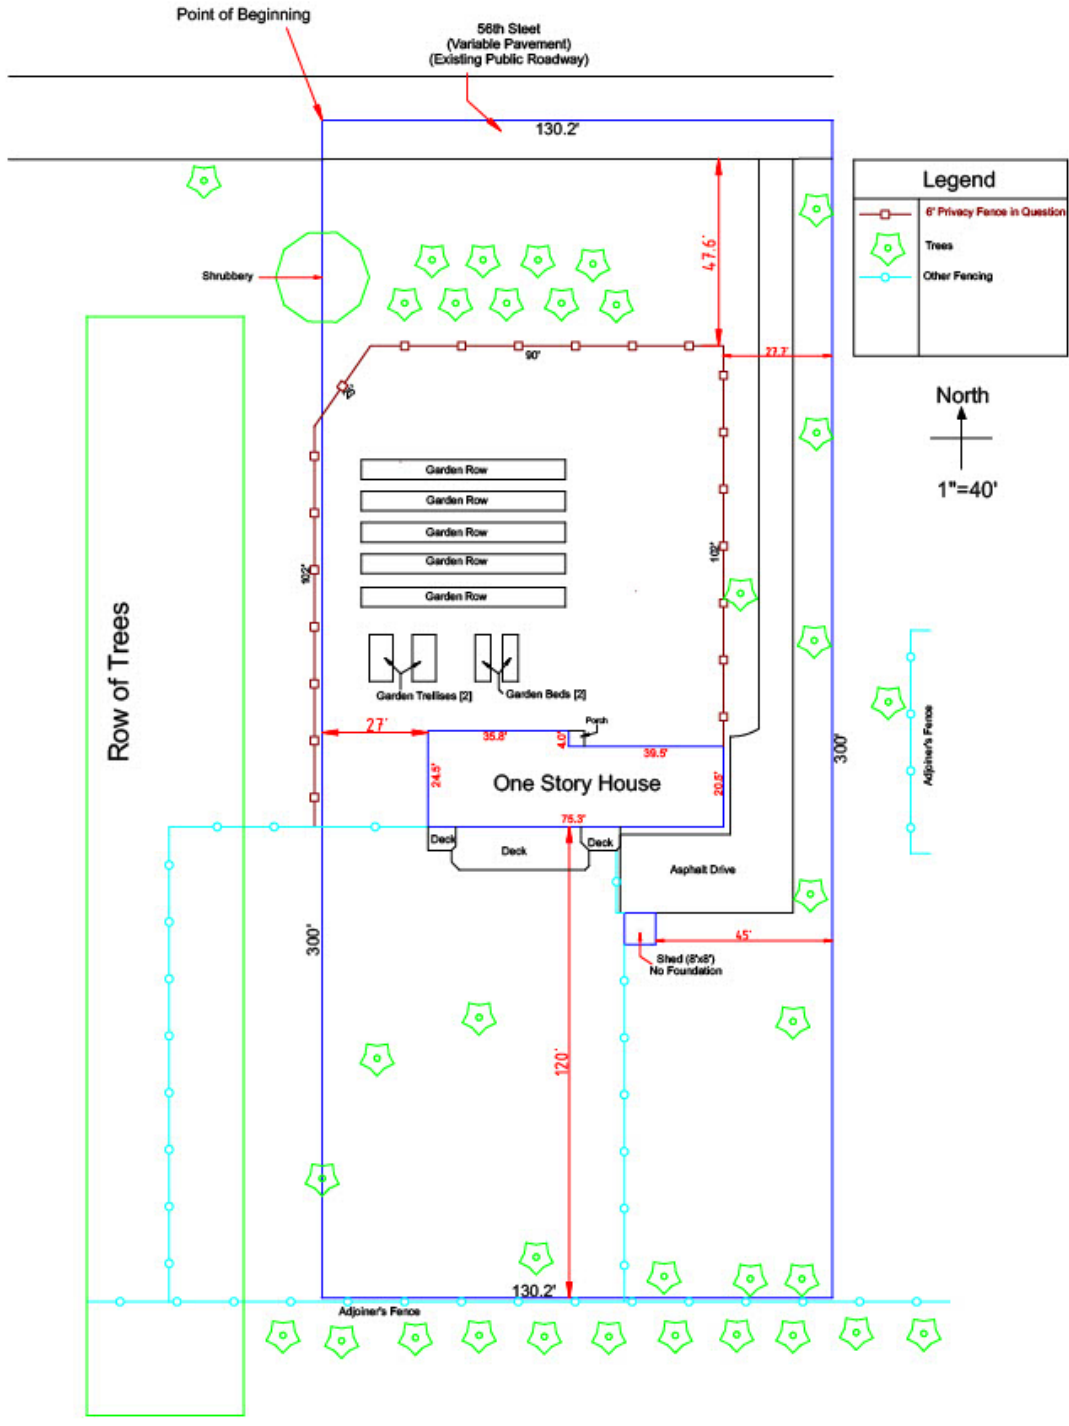 Point of Beginning
56th Steet
(Variable Pavement)
(Existing Public Roadway)
130.2'
Legend
6' Privacy Fence in Question
Trees
Other Fencing
47.6'
Shrubbery
27.7'
90'
20'
North
1"=40'
Garden Row
Garden Row
Garden Row
Garden Row
Garden Row
102'
102'
Row of Trees
Garden Trellises [2]
Garden Beds [2]
Porch
27'
35.8'
4.0'
39.5'
24.5'
One Story House
20.5'
75.3'
300'
Adjoiner's Fence
Deck
Deck
Deck
Asphalt Drive
300'
45'
Shed (8'x8')
No Foundation
120'
130.2'
Adjoiner's Fence